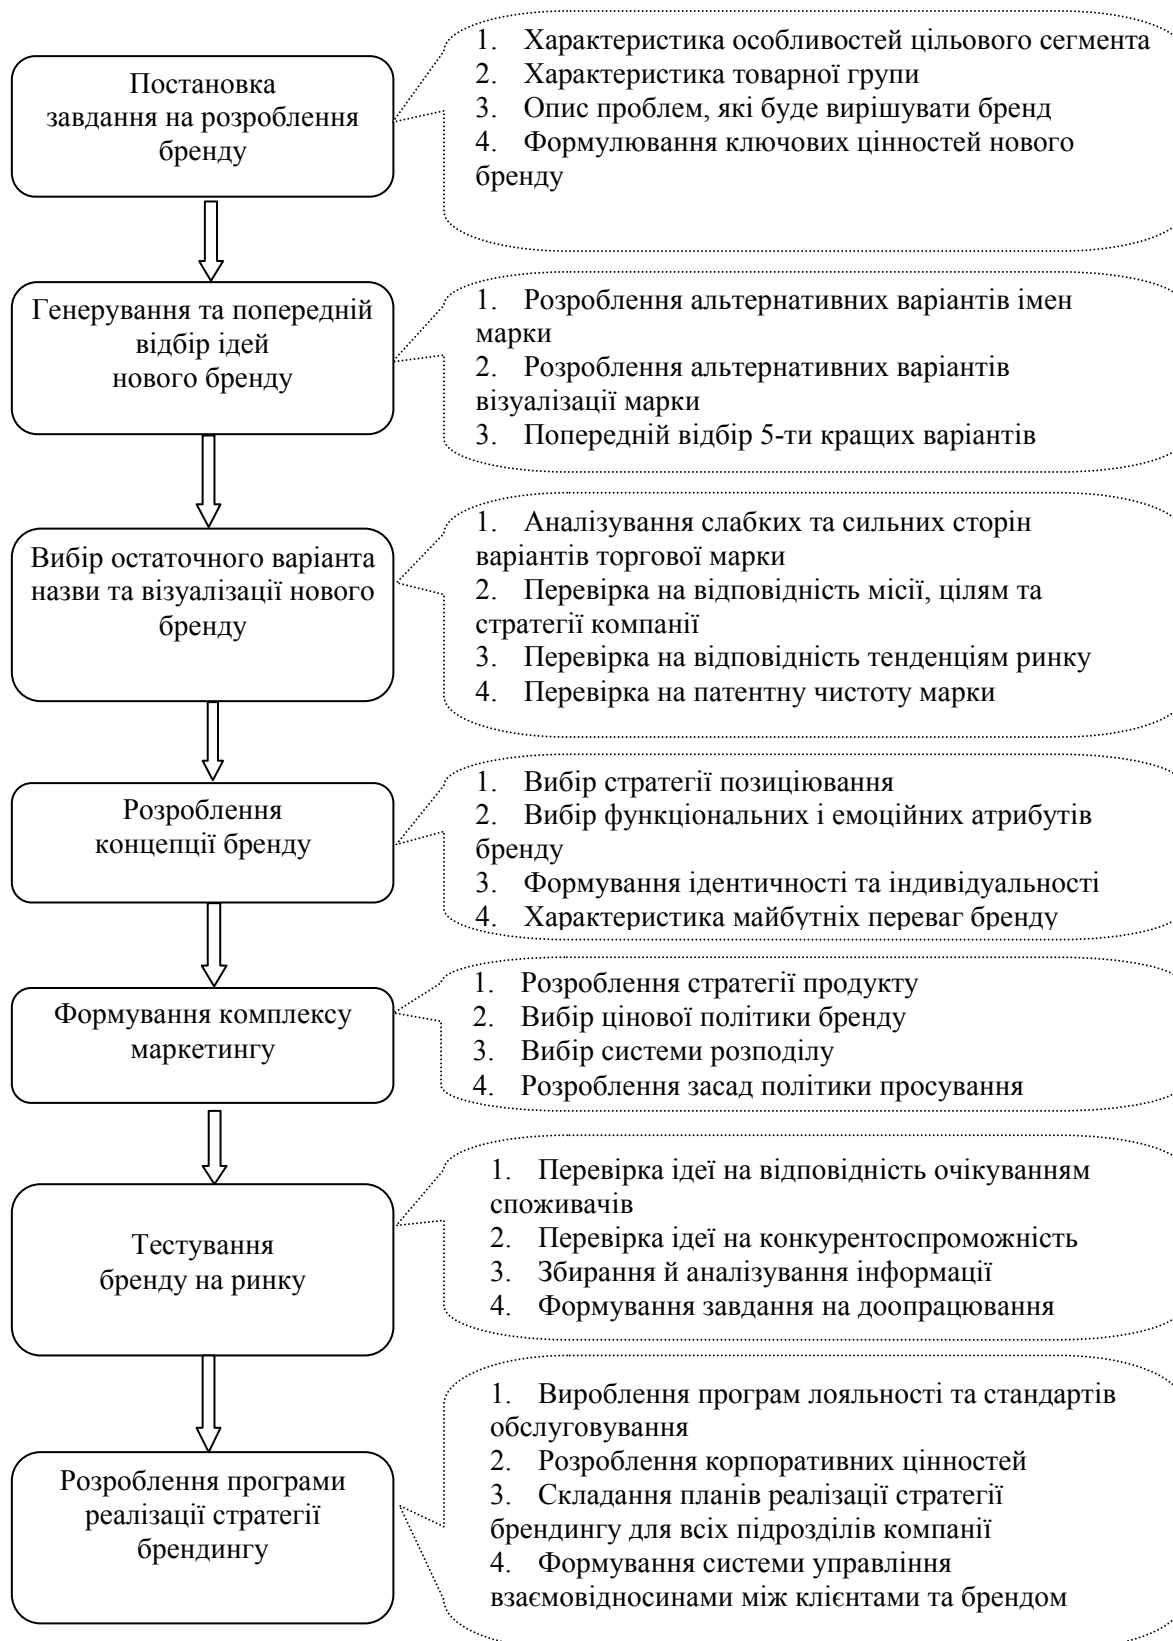 Постановка
завдання на розроблення
бренду
1. Характеристика особливостей цільового сегмента
2. Характеристика товарної групи
3. Опис проблем, які буде вирішувати бренд
4. Формулювання ключових цінностей нового
бренду
Генерування та попередній
відбір ідей
нового бренду
1. Розроблення альтернативних варіантів імен
марки
2. Розроблення альтернативних варіантів
візуалізації марки
3. Попередній відбір 5-ти кращих варіантів
Вибір остаточного варіанта
назви та візуалізації нового
бренду
1. Аналізування слабких та сильних сторін
варіантів торгової марки
2. Перевірка на відповідність місії, цілям та
стратегії компанії
3. Перевірка на відповідність тенденціям ринку
4. Перевірка на патентну чистоту марки
Розроблення
концепції бренду
1. Вибір стратегії позиціювання
2. Вибір функціональних і емоційних атрибутів
бренду
3. Формування ідентичності та індивідуальності
4. Характеристика майбутніх переваг бренду
Формування комплексу
маркетингу
1. Розроблення стратегії продукту
2. Вибір цінової політики бренду
3. Вибір системи розподілу
4. Розроблення засад політики просування
Тестування
бренду на ринку
1. Перевірка ідеї на відповідність очікуванням
споживачів
2. Перевірка ідеї на конкурентоспроможність
3. Збирання й аналізування інформації
4. Формування завдання на доопрацювання
Розроблення програми
реалізації стратегії
брендингу
1. Вироблення програм лояльності та стандартів
обслуговування
2. Розроблення корпоративних цінностей
3. Складання планів реалізації стратегії
брендингу для всіх підрозділів компанії
4. Формування системи управління
взаємовідносинами між клієнтами та брендом